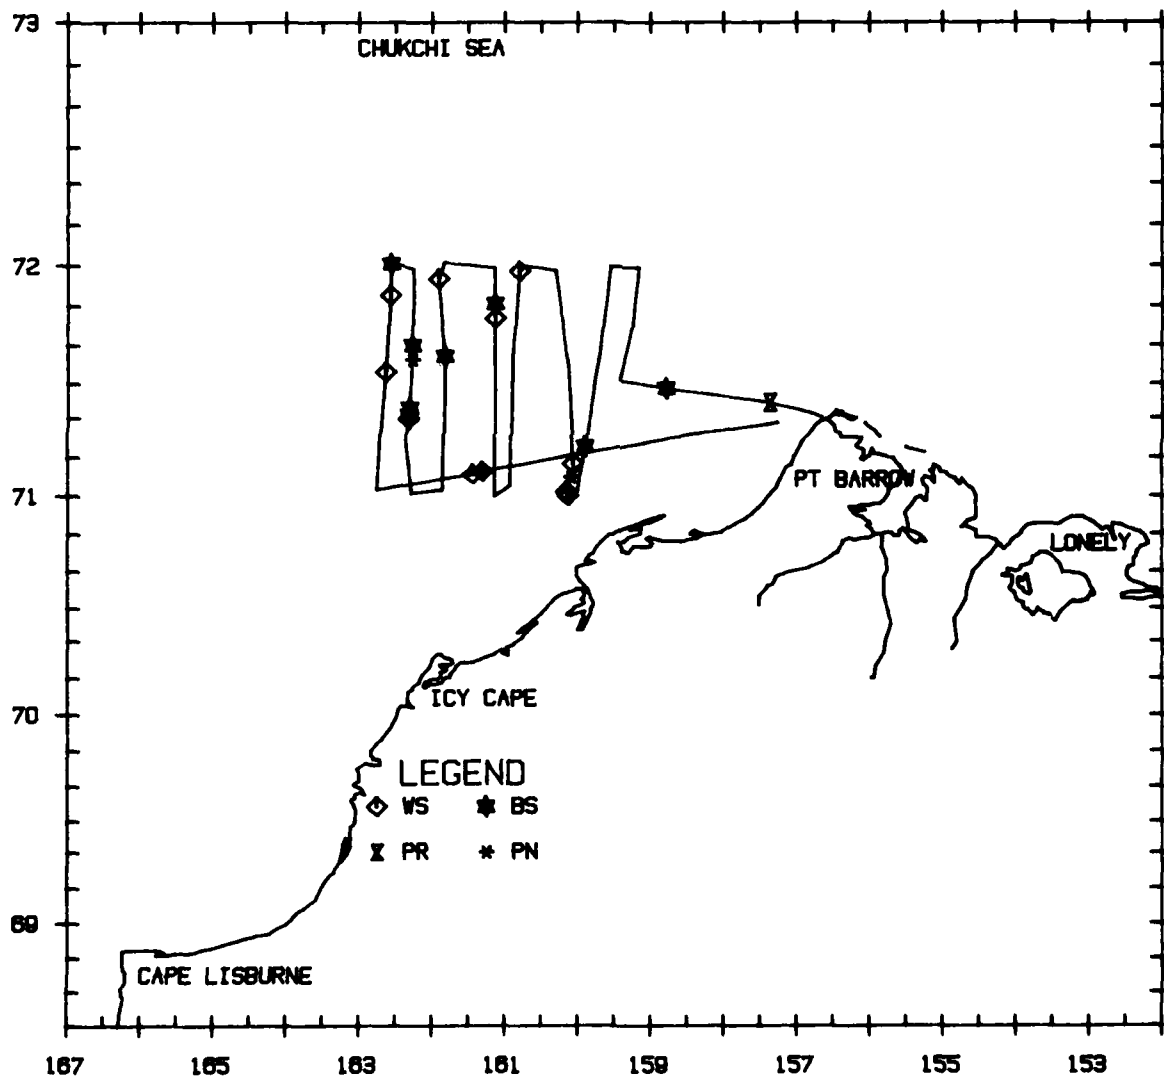 73
CHUKCHI SEA
72
71
PT BARROW
LONELY
ICY CAPE
70
LEGEND
WS BS
PR PN
69
CAPE LISBURNE
167 165 163 161 159 157 155 153